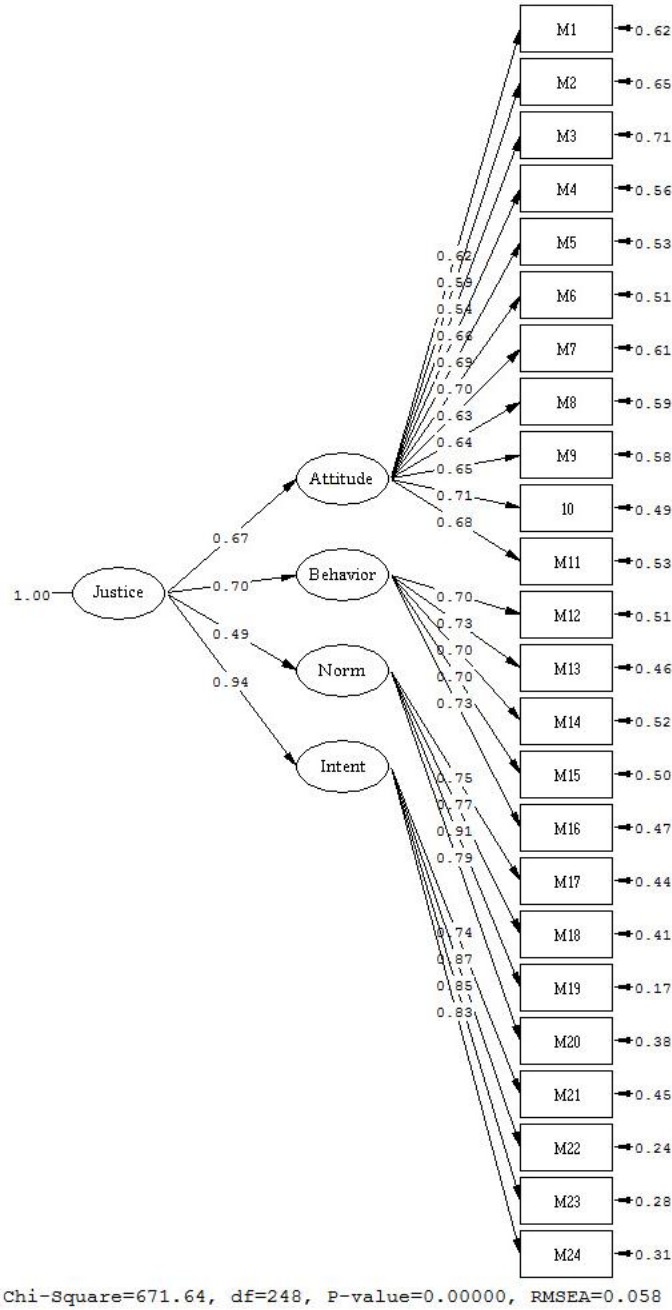 M1 0.62
M2 0.65
M3 0.71
M4 0.56
M5 0.53
M6 0.51
M7 0.61
M8 0.59
M9 0.58
10 0.49
M11 0.53
M12 0.51
M13 0.46
M14 0.52
M15 0.50
M16 0.47
M17 0.44
M18 0.41
M19 0.17
M20 0.38
M21 0.45
M22 0.24
M23 0.28
M24 0.31
0.62
0.59
0.54
0.66
0.69
0.70
0.63
0.64
0.65
0.71
0.68
0.70
0.73
0.70
0.70
0.73
0.75
0.77
0.91
0.79
0.74
0.87
0.85
0.83
Attitude
Behavior
Norm
Intent
0.67
0.70
0.49
0.94
1.00 Justice
Chi-Square=671.64, df=248, P-value=0.00000, RMSEA=0.058